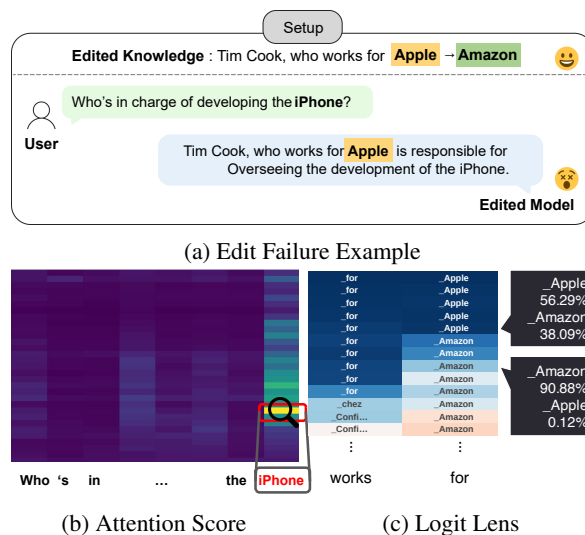 Setup
Edited Knowledge : Tim Cook, who works for Apple → Amazon
Who's in charge of developing the iPhone?
User
Tim Cook, who works for Apple is responsible for
Overseeing the development of the iPhone.
Edited Model
(a) Edit Failure Example
_for _Apple
_for _Apple
_for _Apple
_for _Apple
_for _Apple
_for _Amazon
_for _Amazon
_for _Amazon
_for _Amazon
_for _Amazon
_chez _Amazon
_Confi... _Amazon
_Confi... _Amazon
⋮ ⋮
works for
_Apple
56.29%
_Amazon
38.09%
_Amazon
90.88%
_Apple
0.12%
Who 's in ... the iPhone
(b) Attention Score
(c) Logit Lens